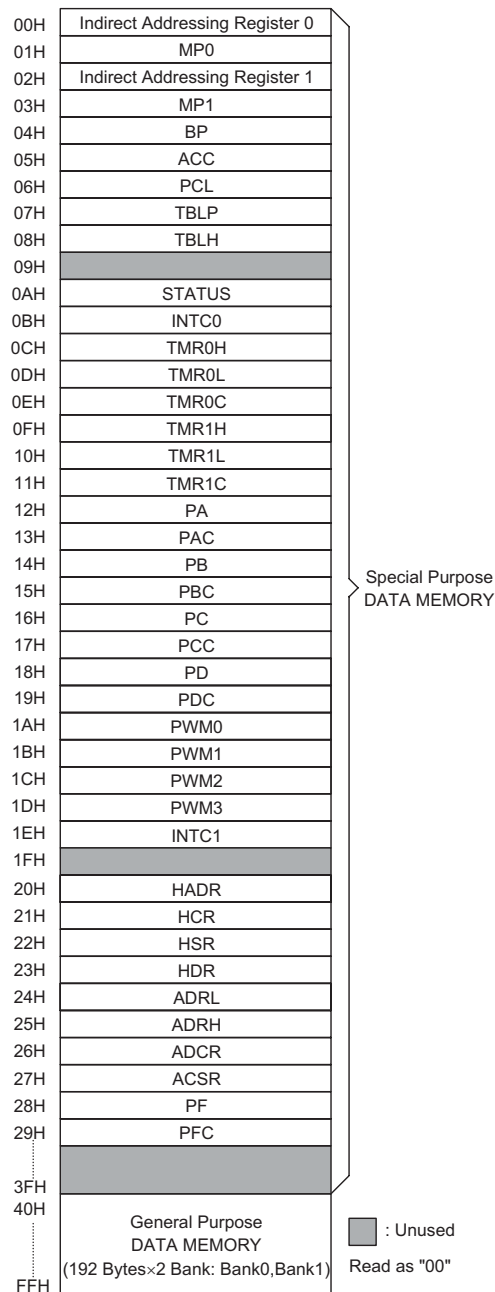 00H Indirect Addressing Register 0
01H MP0
02H Indirect Addressing Register 1
03H MP1
04H BP
05H ACC
06H PCL
07H TBLP
08H TBLH
09H
0AH STATUS
0BH INTC0
0CH TMR0H
0DH TMR0L
0EH TMR0C
0FH TMR1H
10H TMR1L
11H TMR1C
12H PA
13H PAC
14H PB
15H PBC
16H PC
17H PCC
18H PD
19H PDC
1AH PWM0
1BH PWM1
1CH PWM2
1DH PWM3
1EH INTC1
1FH
20H HADR
21H HCR
22H HSR
23H HDR
24H ADRL
25H ADRH
26H ADCR
27H ACSR
28H PF
29H PFC
3FH
40H
General Purpose
DATA MEMORY
(192 Bytes×2 Bank: Bank0,Bank1)
FFH
Special Purpose
DATA MEMORY
: Unused
Read as "00"